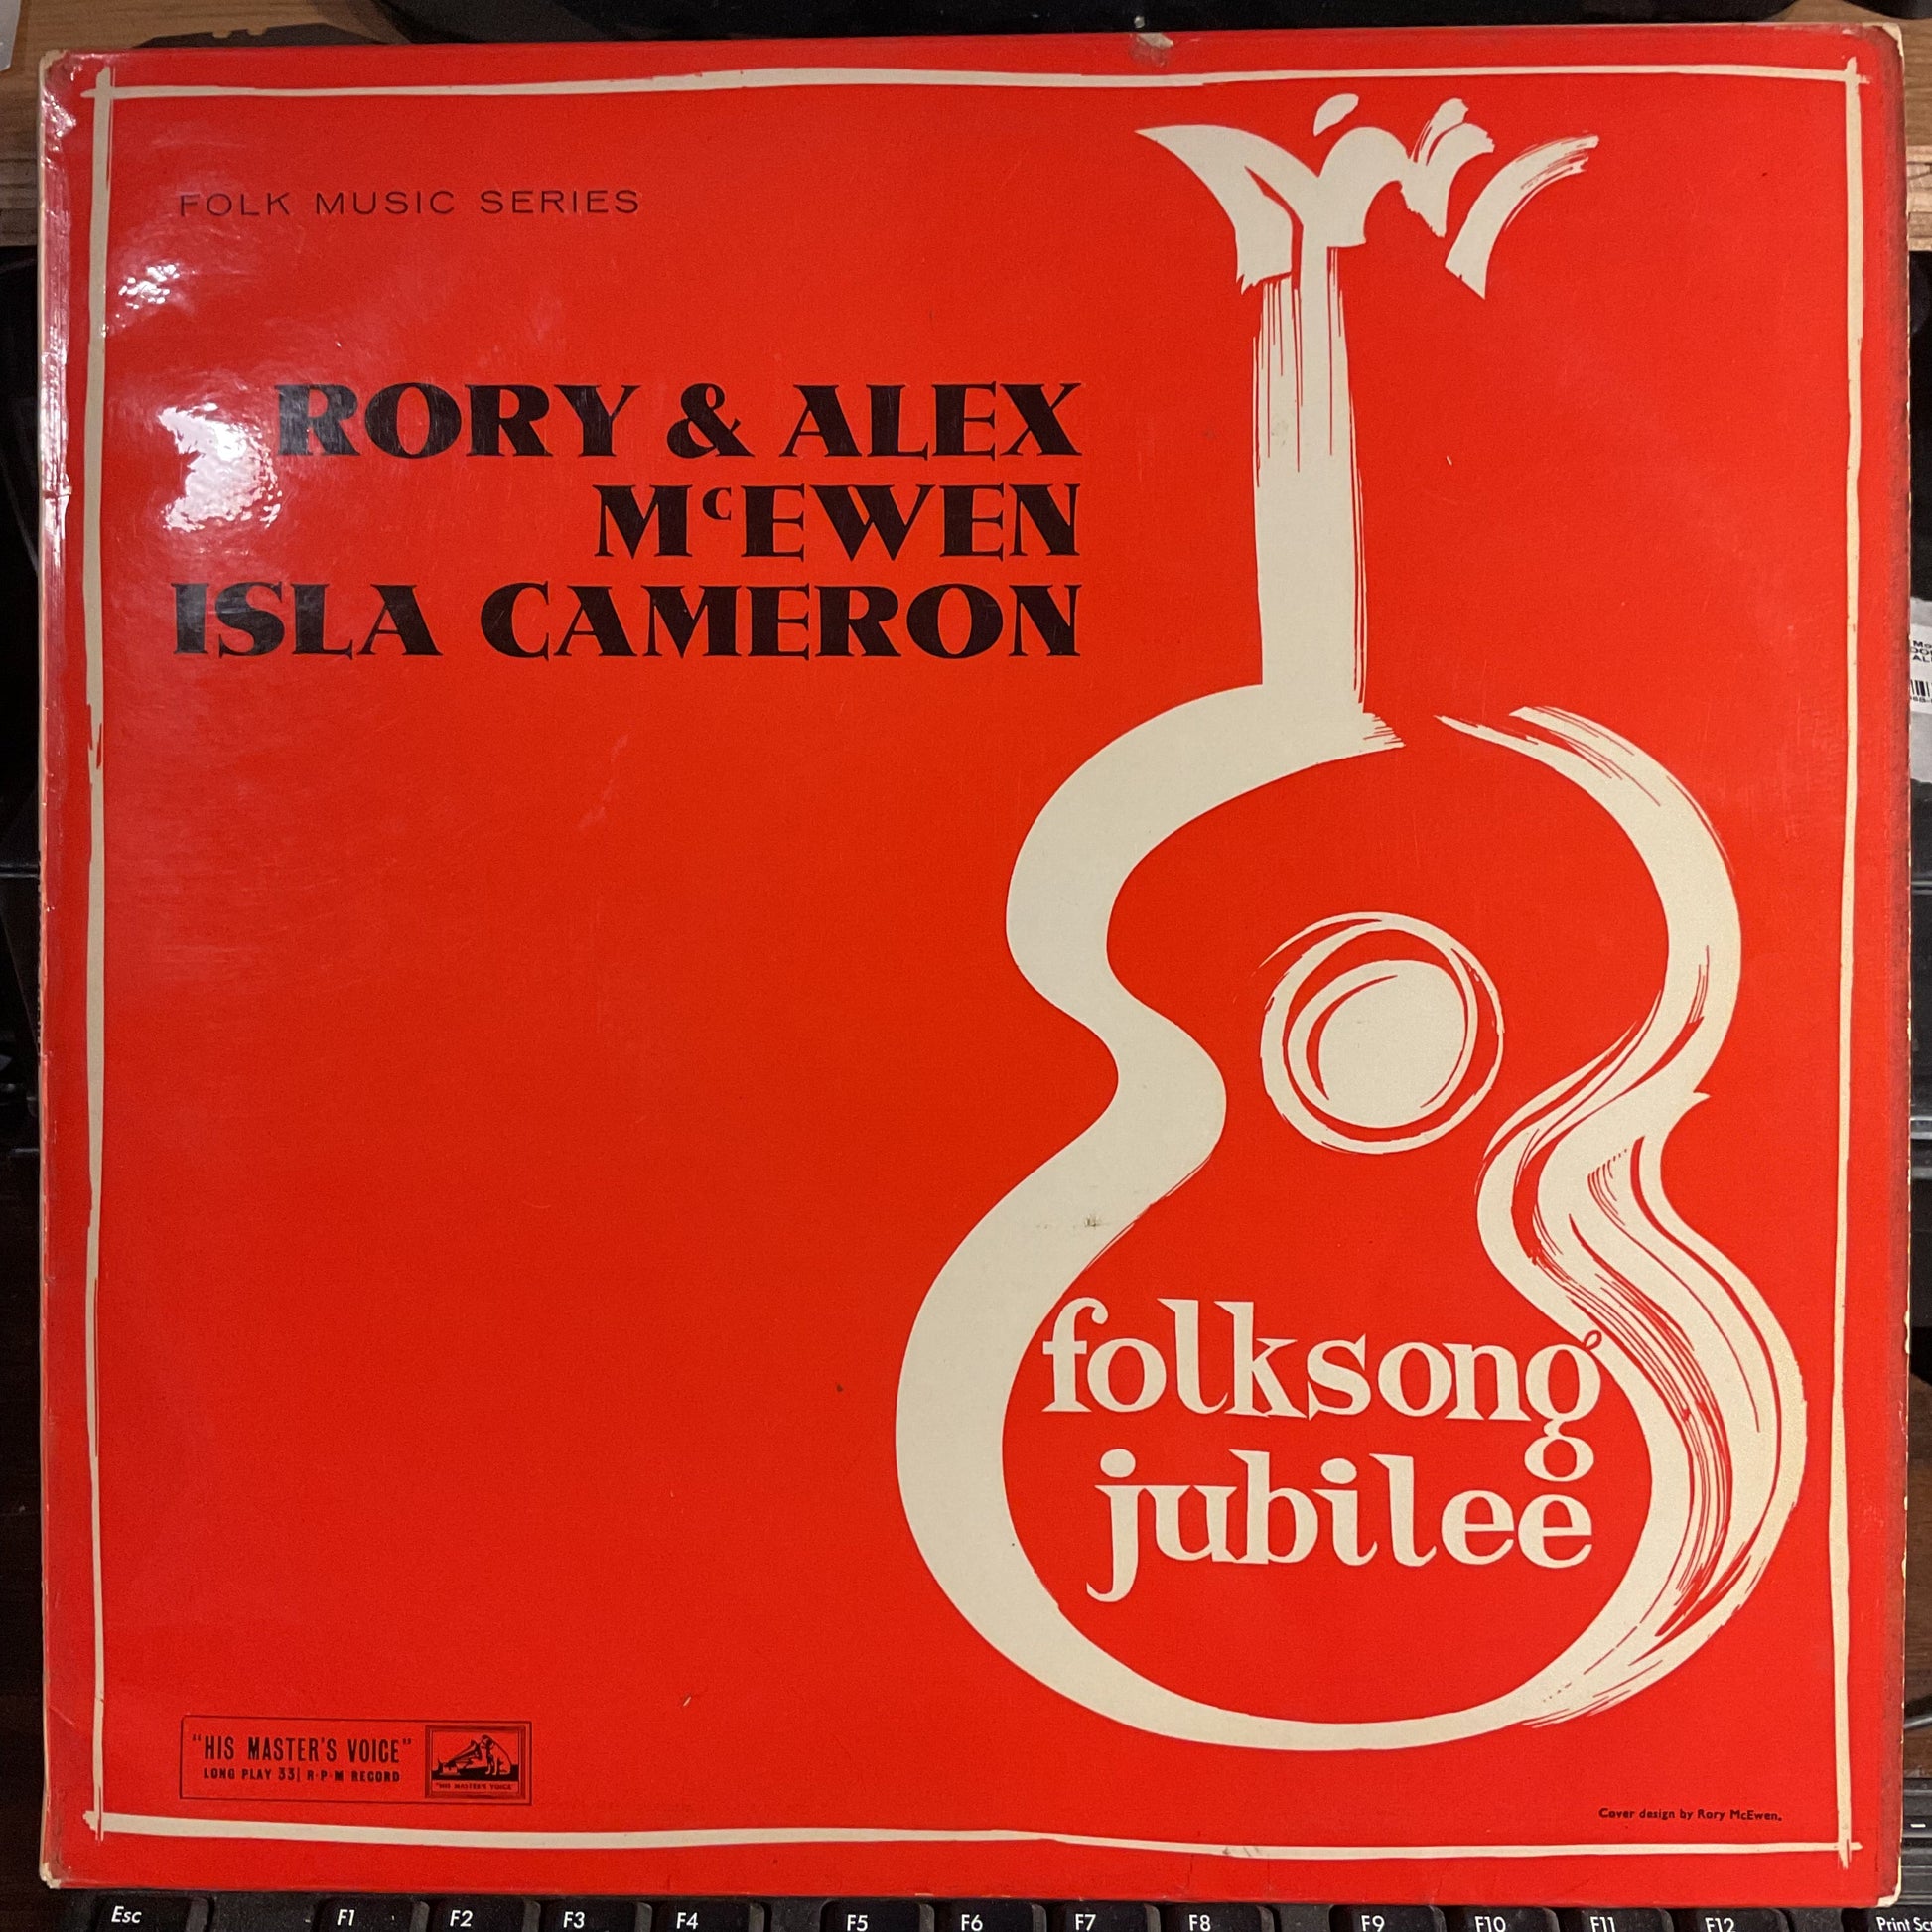 FOLK MUSIC SERIES
RORY & ALEX
McEWEN
ISLA CAMERON
folksong
jubilee
"HIS MASTER'S VOICE"
LONG PLAY 33⅓ R·P·M RECORD
"HIS MASTER'S VOICE"
Cover design by Rory McEwen.
Esc F1 F2 F3 F4 F5 F6 F7 F8 F9 F10 F11 F12